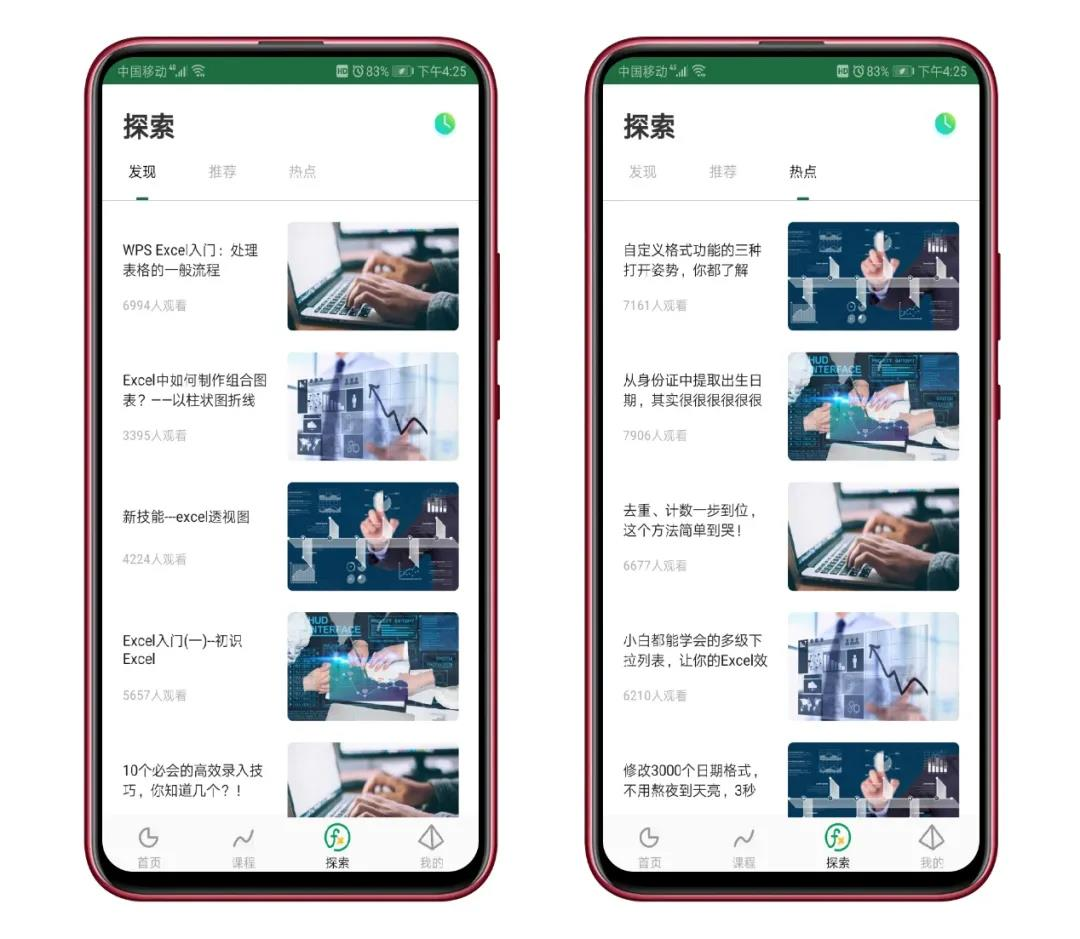 中国移动 4G
HD 83% 下午4:25
探索
发现 推荐 热点
WPS Excel入门：处理
表格的一般流程
6994人观看
Excel中如何制作组合图
表？——以柱状图折线
3395人观看
新技能---excel透视图
4224人观看
HUD
INTERFACE
PROJECT
Excel入门(一)--初识
Excel
5657人观看
10个必会的高效录入技
巧，你知道几个？！
首页 课程 探索 我的
中国移动 4G
HD 83% 下午4:25
探索
发现 推荐 热点
自定义格式功能的三种
打开姿势，你都了解
7161人观看
HUD
INTERFACE
PROJECT
从身份证中提取出生日
期，其实很很很很很很
7906人观看
去重、计数一步到位，
这个方法简单到哭！
6677人观看
小白都能学会的多级下
拉列表，让你的Excel效
6210人观看
修改3000个日期格式，
不用熬夜到天亮，3秒
首页 课程 探索 我的